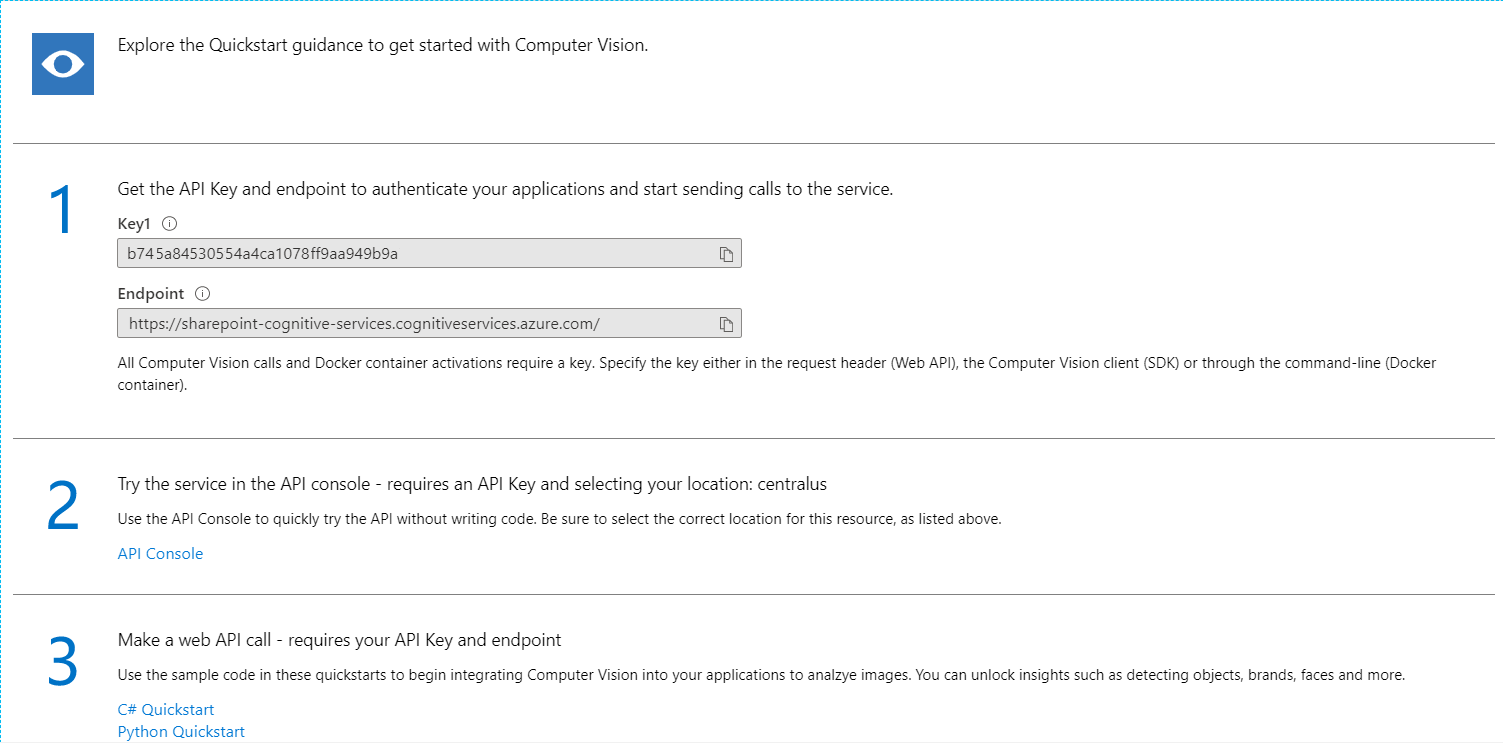 Explore the Quickstart guidance to get started with Computer Vision.
1
Get the API Key and endpoint to authenticate your applications and start sending calls to the service.
Key1
b745a84530554a4ca1078ff9aa949b9a
Endpoint
https://sharepoint-cognitive-services.cognitiveservices.azure.com/
All Computer Vision calls and Docker container activations require a key. Specify the key either in the request header (Web API), the Computer Vision client (SDK) or through the command-line (Docker
container).
2
Try the service in the API console - requires an API Key and selecting your location: centralus
Use the API Console to quickly try the API without writing code. Be sure to select the correct location for this resource, as listed above.
API Console
3
Make a web API call - requires your API Key and endpoint
Use the sample code in these quickstarts to begin integrating Computer Vision into your applications to analzye images. You can unlock insights such as detecting objects, brands, faces and more.
C# Quickstart
Python Quickstart